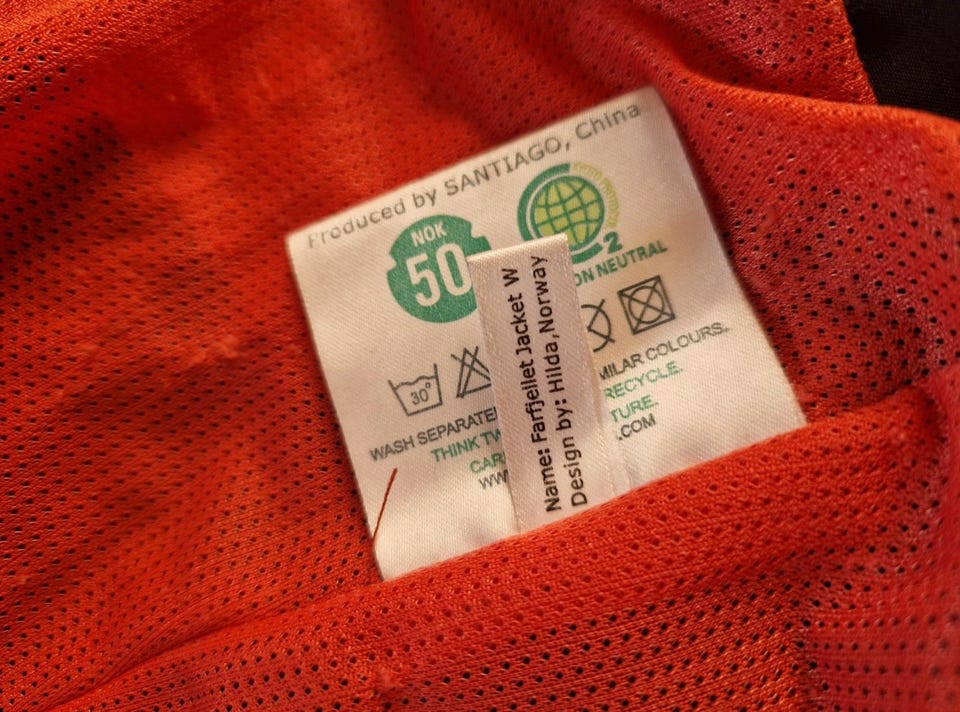 Produced by SANTIAGO, China
NOK
50
2
ON NEUTRAL
30°
WASH SEPARATE
MILAR COLOURS.
THINK TW
RECYCLE.
CAR
TURE.
WW
.COM
Name: Farfjellet Jacket W
Design by: Hilda,Norway